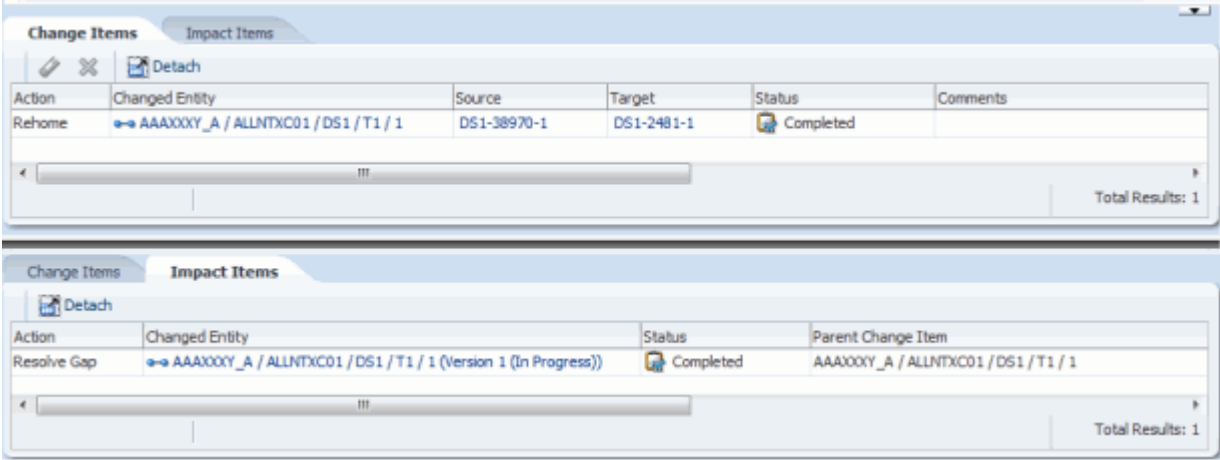 Change Items Impact Items
Detach
Action Changed Entity Source Target Status Comments
Rehome AAAXXXY_A / ALLNTXC01 / DS1 / T1 / 1 DS1-38970-1 DS1-2481-1 Completed
Total Results: 1
Change Items Impact Items
Detach
Action Changed Entity Status Parent Change Item
Resolve Gap AAAXXXY_A / ALLNTXC01 / DS1 / T1 / 1 (Version 1 (In Progress)) Completed AAAXXXY_A / ALLNTXC01 / DS1 / T1 / 1
Total Results: 1